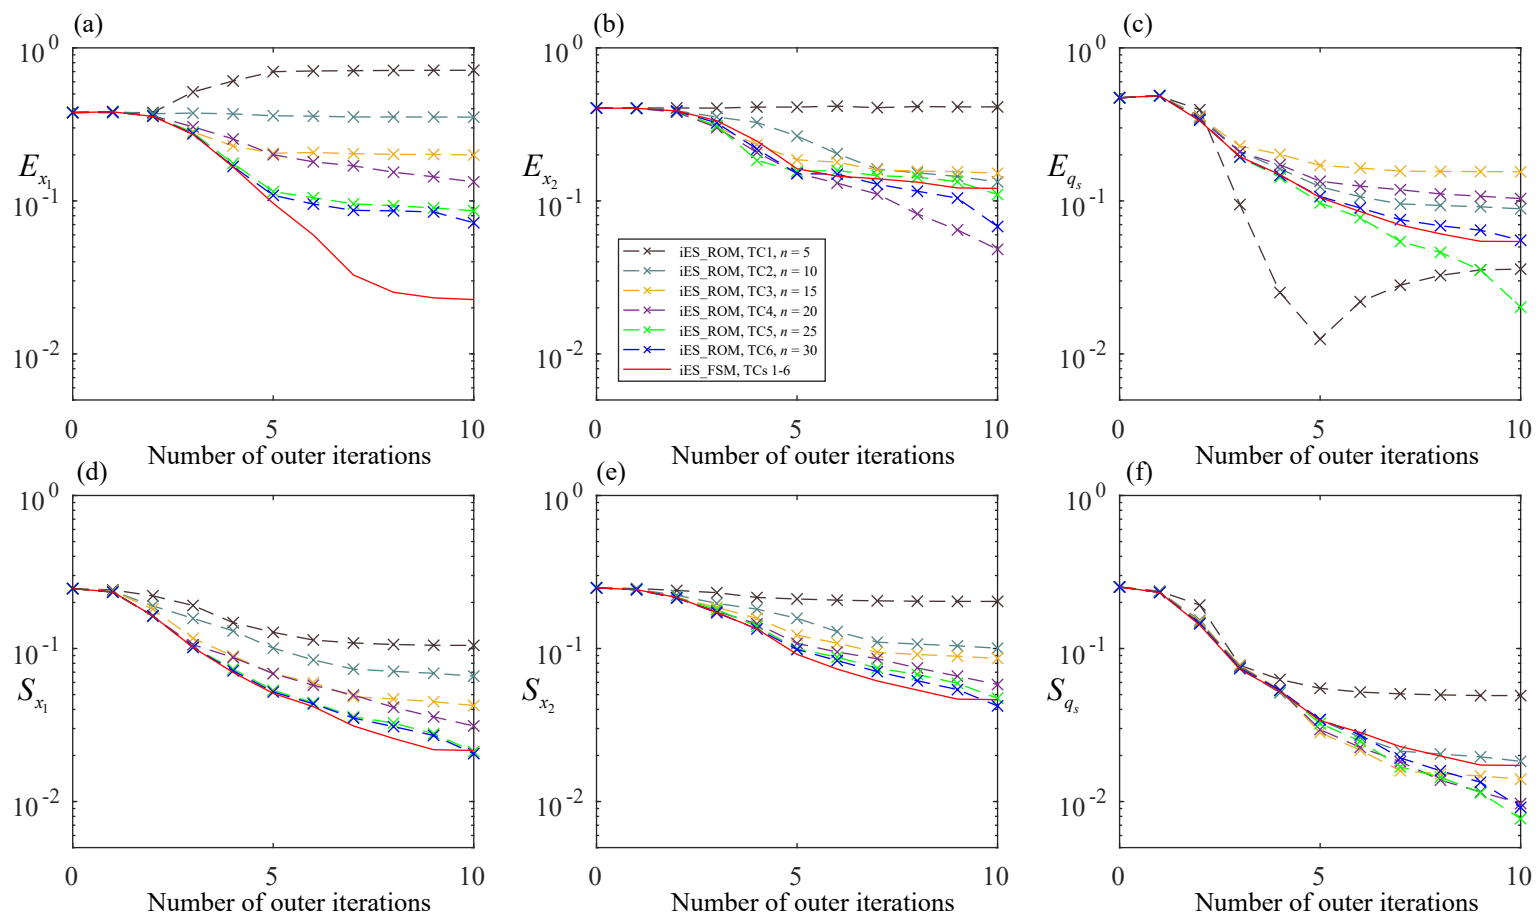 (a)
10^0
10^-1
10^-2
E_{x_1}
0 5 10
Number of outer iterations
(b)
10^0
10^-1
10^-2
E_{x_2}
iES_ROM, TC1, n = 5
iES_ROM, TC2, n = 10
iES_ROM, TC3, n = 15
iES_ROM, TC4, n = 20
iES_ROM, TC5, n = 25
iES_ROM, TC6, n = 30
iES_FSM, TCs 1-6
0 5 10
Number of outer iterations
(c)
10^0
10^-1
10^-2
E_{q_s}
0 5 10
Number of outer iterations
(d)
10^0
10^-1
10^-2
S_{x_1}
0 5 10
Number of outer iterations
(e)
10^0
10^-1
10^-2
S_{x_2}
0 5 10
Number of outer iterations
(f)
10^0
10^-1
10^-2
S_{q_s}
0 5 10
Number of outer iterations